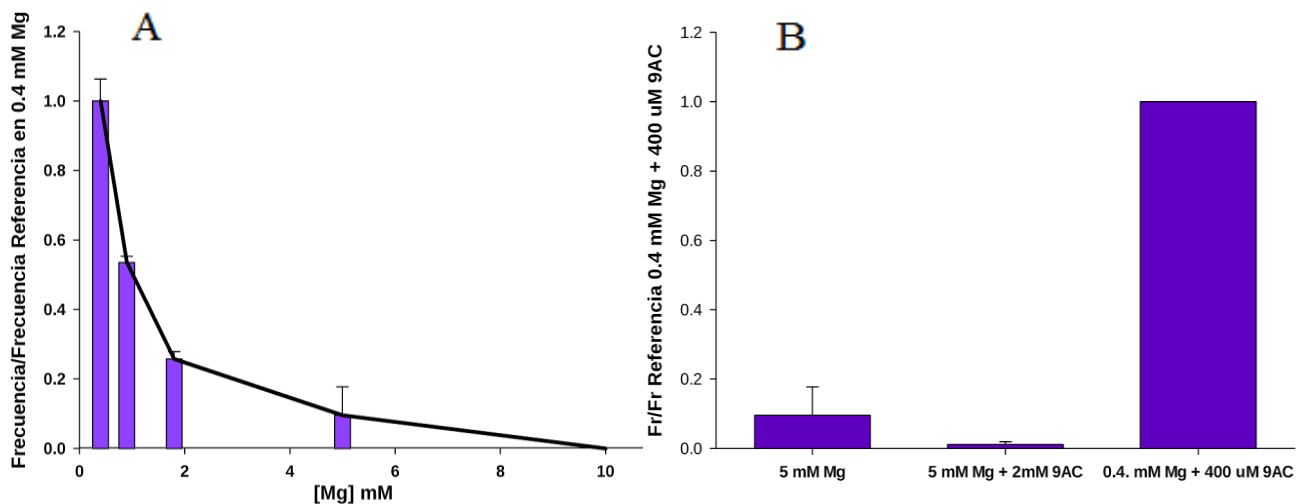 A
Frecuencia/Frecuencia Referencia en 0.4 mM Mg
1.2
1.0
0.8
0.6
0.4
0.2
0.0
0 2 4 6 8 10
[Mg] mM
B
Fr/Fr Referencia 0.4 mM Mg + 400 uM 9AC
1.2
1.0
0.8
0.6
0.4
0.2
0.0
5 mM Mg 5 mM Mg + 2mM 9AC 0.4. mM Mg + 400 uM 9AC